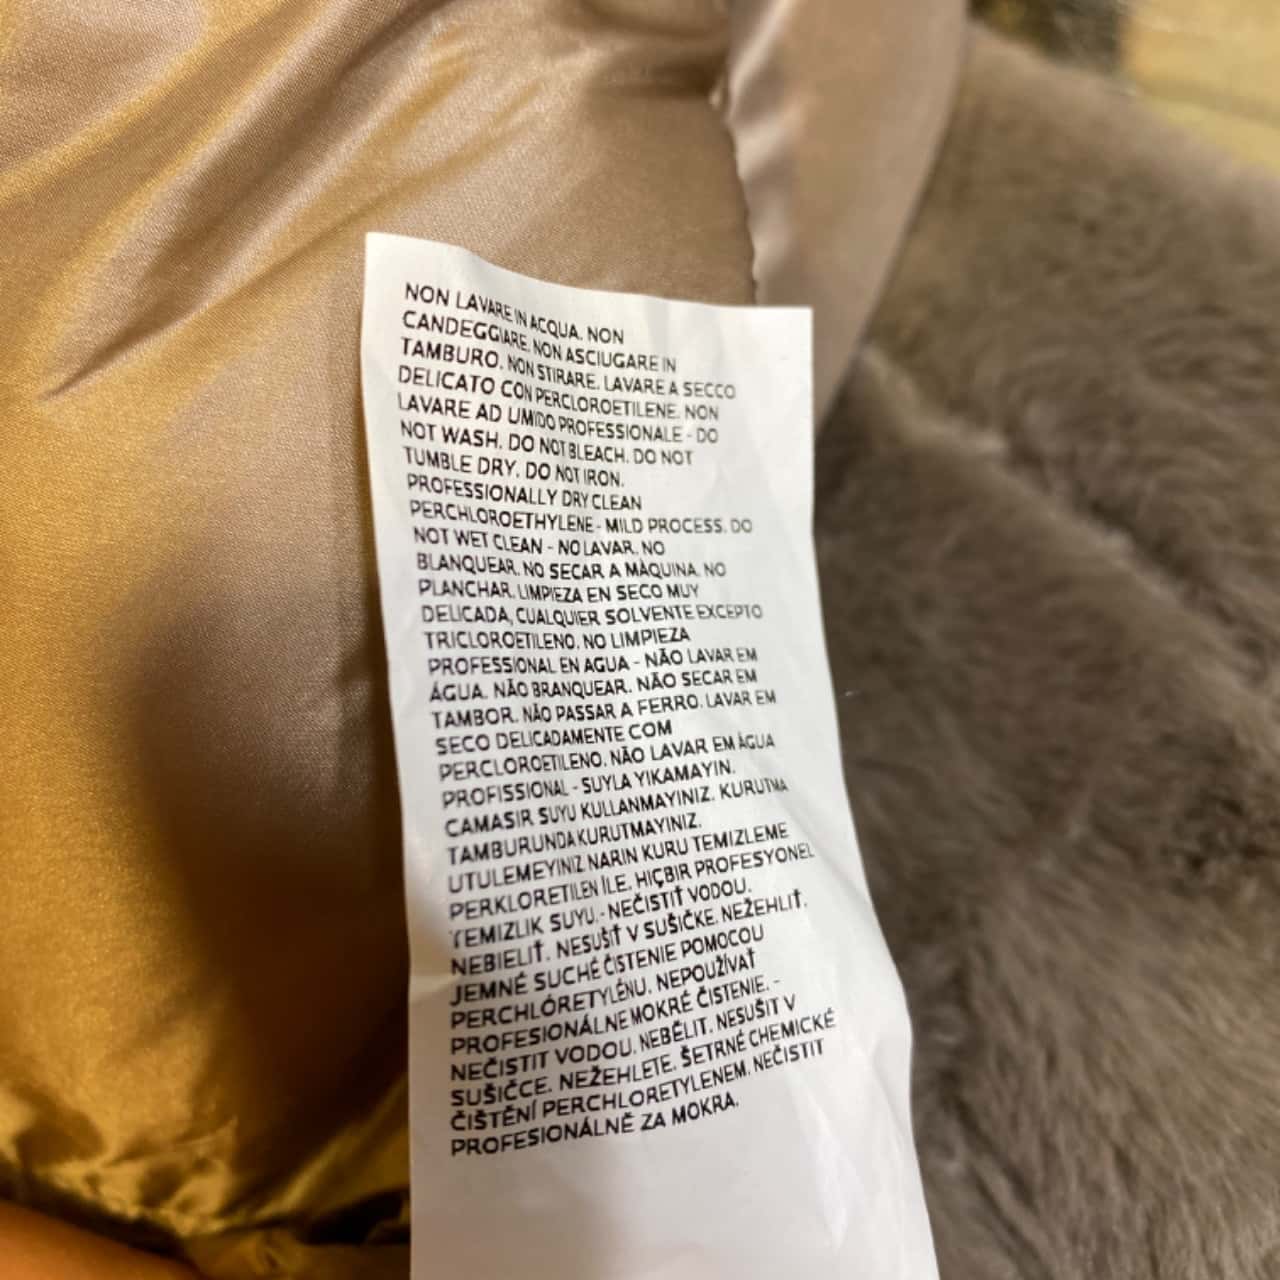 NON LAVARE IN ACQUA. NON
CANDEGGIARE. NON ASCIUGARE IN
TAMBURO. NON STIRARE. LAVARE A SECCO
DELICATO CON PERCLOROETILENE. NON
LAVARE AD UMIDO PROFESSIONALE - DO
NOT WASH. DO NOT BLEACH. DO NOT
TUMBLE DRY. DO NOT IRON.
PROFESSIONALLY DRY CLEAN
PERCHLOROETHYLENE - MILD PROCESS. DO
NOT WET CLEAN - NO LAVAR. NO
BLANQUEAR. NO SECAR A MÀQUINA. NO
PLANCHAR. LIMPIEZA EN SECO MUY
DELICADA, CUALQUIER SOLVENTE EXCEPTO
TRICLOROETILENO. NO LIMPIEZA
PROFESSIONAL EN AGUA - NÃO LAVAR EM
ÁGUA. NÃO BRANQUEAR. NÃO SECAR EM
TAMBOR. NÃO PASSAR A FERRO. LAVAR EM
SECO DELICADAMENTE COM
PERCLOROETILENO. NÃO LAVAR EM ÀGUA
PROFISSIONAL - SUYLA YIKAMAYIN.
CAMASIR SUYU KULLANMAYINIZ. KURUTMA
TAMBURUNDA KURUTMAYINIZ.
UTULEMEYINIZ NARIN KURU TEMIZLEME
PERKLORETILEN İLE. HIÇBIR PROFESYONEL
TEMIZLIK SUYU. - NEČISTIŤ VODOU.
NEBIELIŤ. NESUŠIŤ V SUŠIČKE. NEŽEHLIŤ.
JEMNÉ SUCHÉ ČISTENIE POMOCOU
PERCHLÓRETYLÉNU. NEPOUŽÍVAŤ
PROFESIONÁLNE MOKRÉ ČISTENIE. -
NEČISTIT VODOU. NEBĚLIT. NESUŠIT V
SUŠIČCE. NEŽEHLETE. ŠETRNÉ CHEMICKÉ
ČIŠTĚNÍ PERCHLORETYLENEM. NEČISTIT
PROFESIONÁLNĚ ZA MOKRA.